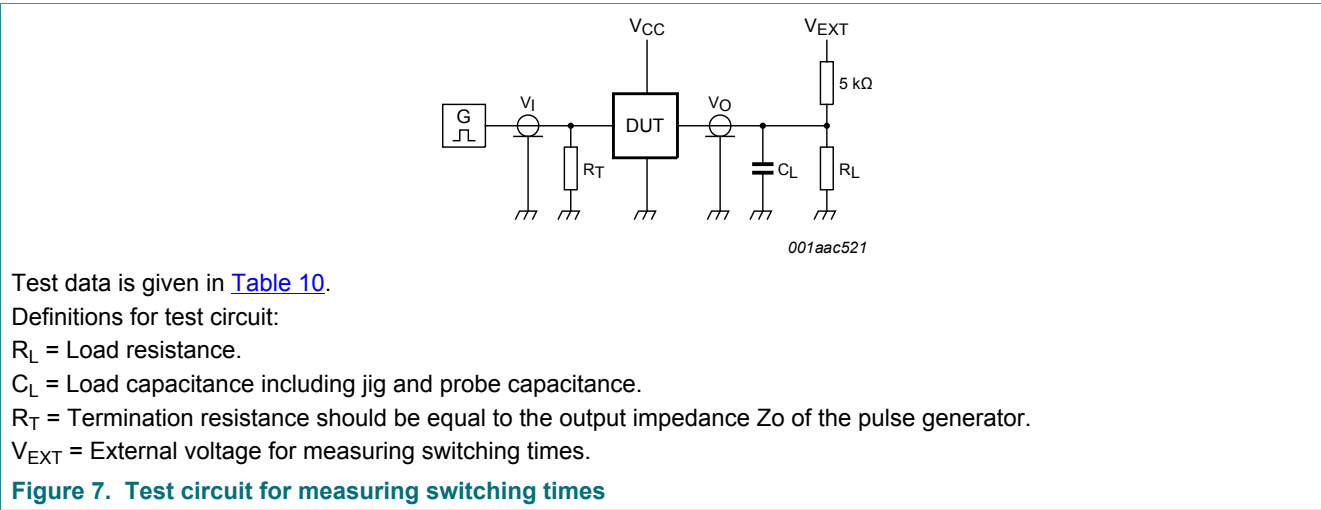 VCC
VEXT
5 kΩ
G
VI
DUT
VO
RT
CL
RL
001aac521
Test data is given in Table 10.
Definitions for test circuit:
RL = Load resistance.
CL = Load capacitance including jig and probe capacitance.
RT = Termination resistance should be equal to the output impedance Zo of the pulse generator.
VEXT = External voltage for measuring switching times.
Figure 7. Test circuit for measuring switching times